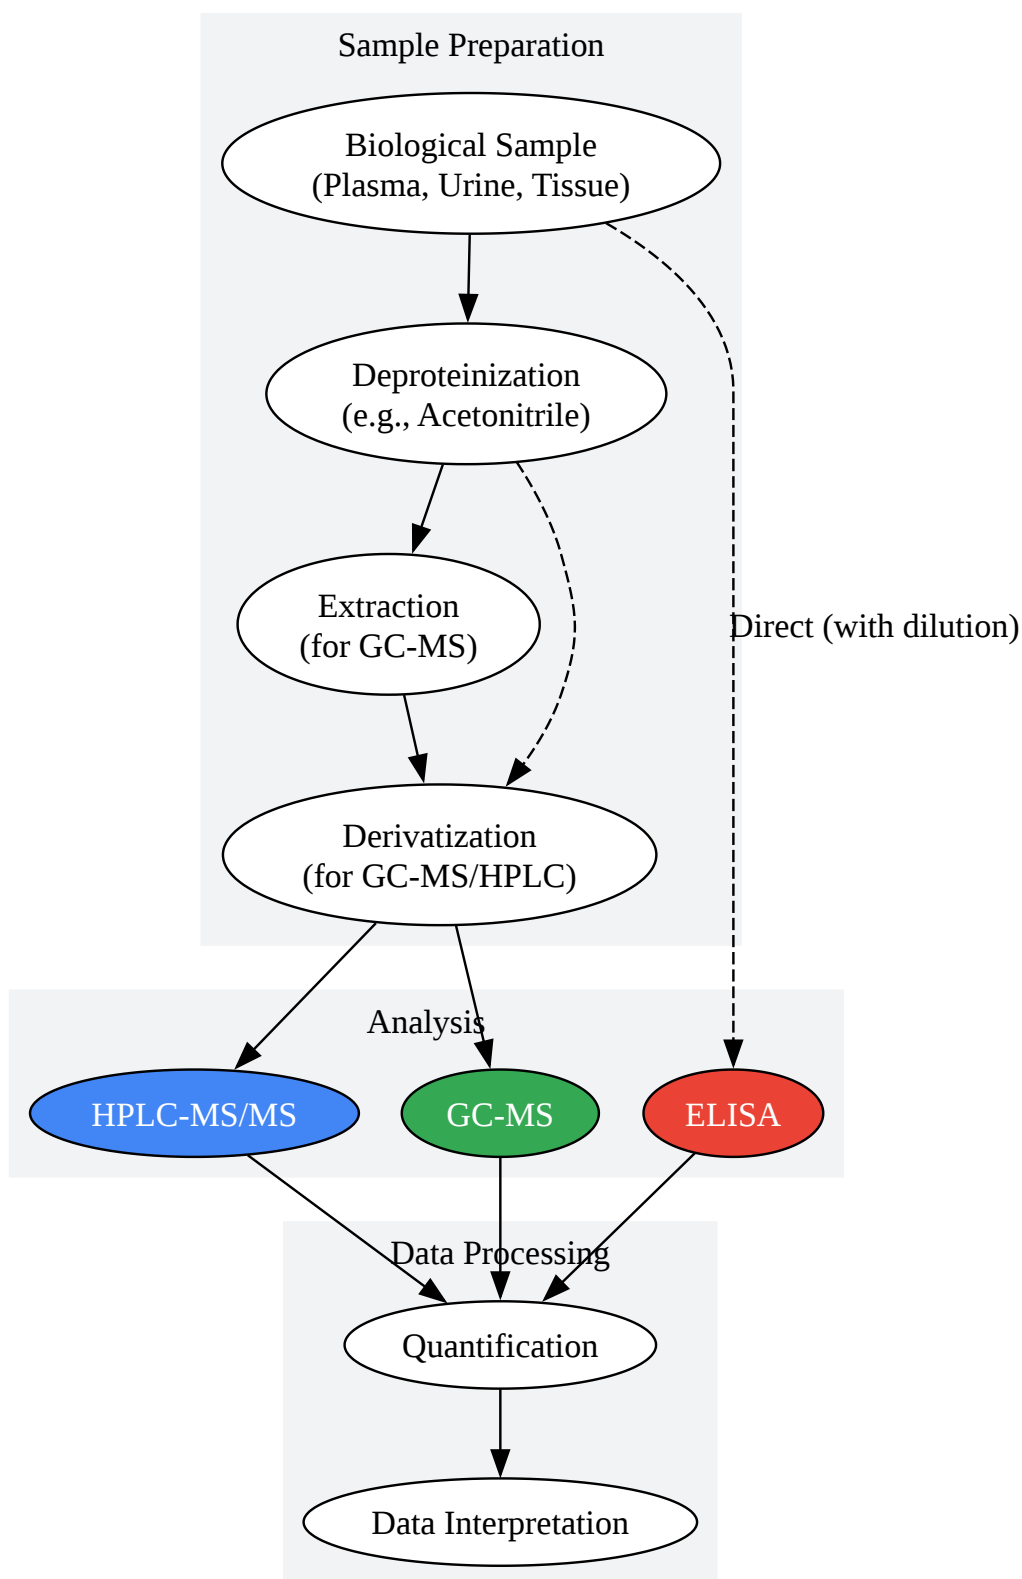 Sample Preparation
Biological Sample
(Plasma, Urine, Tissue)
Deproteinization
(e.g., Acetonitrile)
Extraction
(for GC-MS)
Direct (with dilution)
Derivatization
(for GC-MS/HPLC)
Analysis
HPLC-MS/MS
GC-MS
ELISA
Data Processing
Quantification
Data Interpretation